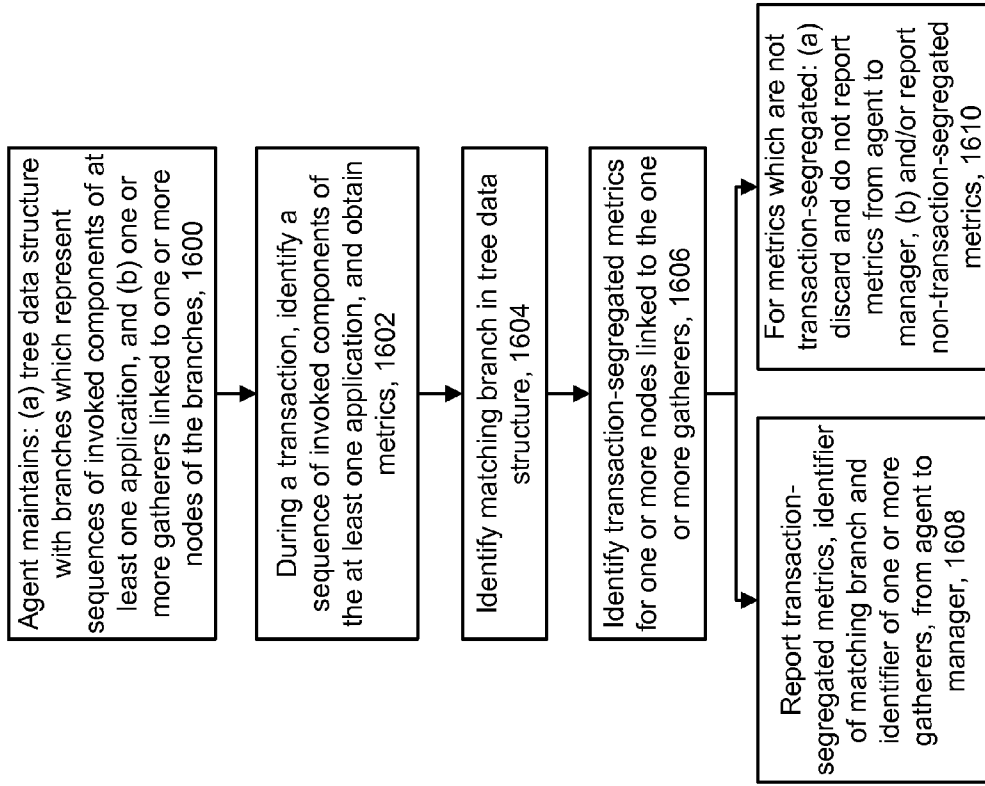 Agent maintains: (a) tree data structure
with branches which represent
sequences of invoked components of at
least one application, and (b) one or
more gatherers linked to one or more
nodes of the branches, 1600
During a transaction, identify a
sequence of invoked components of
the at least one application, and obtain
metrics, 1602
Identify matching branch in tree data
structure, 1604
Identify transaction-segregated metrics
for one or more nodes linked to the one
or more gatherers, 1606
Report transaction-
segregated metrics, identifier
of matching branch and
identifier of one or more
gatherers, from agent to
manager, 1608
For metrics which are not
transaction-segregated: (a)
discard and do not report
metrics from agent to
manager, (b) and/or report
non-transaction-segregated
metrics, 1610